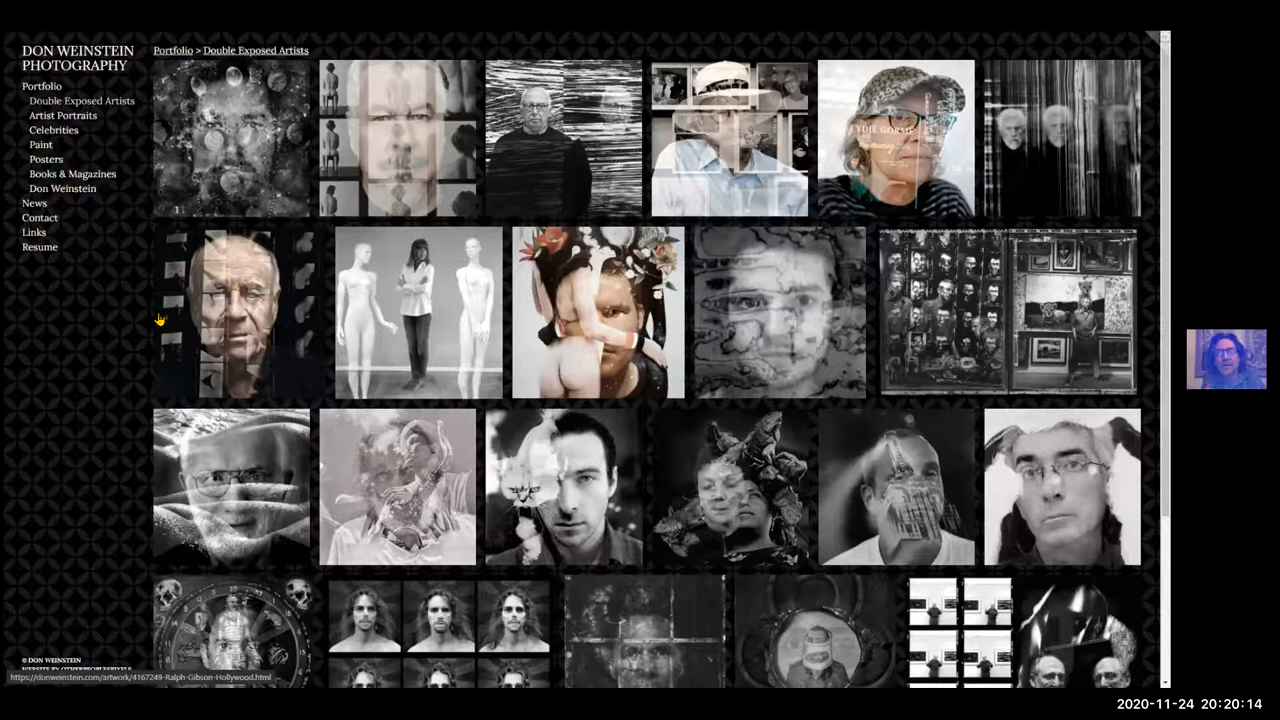 DON WEINSTEIN
PHOTOGRAPHY
Portfolio > Double Exposed Artists
Portfolio
Double Exposed Artists
Artist Portraits
Celebrities
Paint
Posters
Books & Magazines
Don Weinstein
News
Contact
Links
Resume
EYDIE GORME
© DON WEINSTEIN
https://donweinstein.com/artwork/4167249-Ralph-Gibson-Hollywood.html
2020-11-24 20:20:14